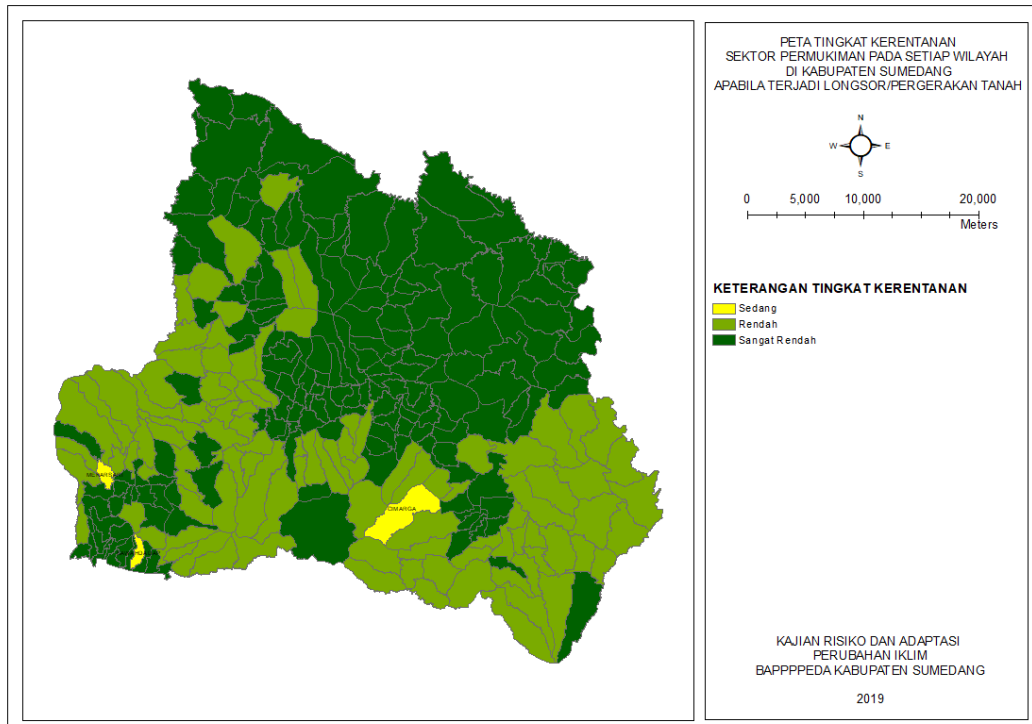 PETA TINGKAT KERENTANAN
SEKTOR PERMUKIMAN PADA SETIAP WILAYAH
DI KABUPATEN SUMEDANG
APABILA TERJADI LONGSOR/PERGERAKAN TANAH
N
W E
S
0 5,000 10,000 20,000
Meters
KETERANGAN TINGKAT KERENTANAN
Sedang
Rendah
Sangat Rendah
CIMARGA
KAJIAN RISIKO DAN ADAPTASI
PERUBAHAN IKLIM
BAPPPPEDA KABUPATEN SUMEDANG
2019